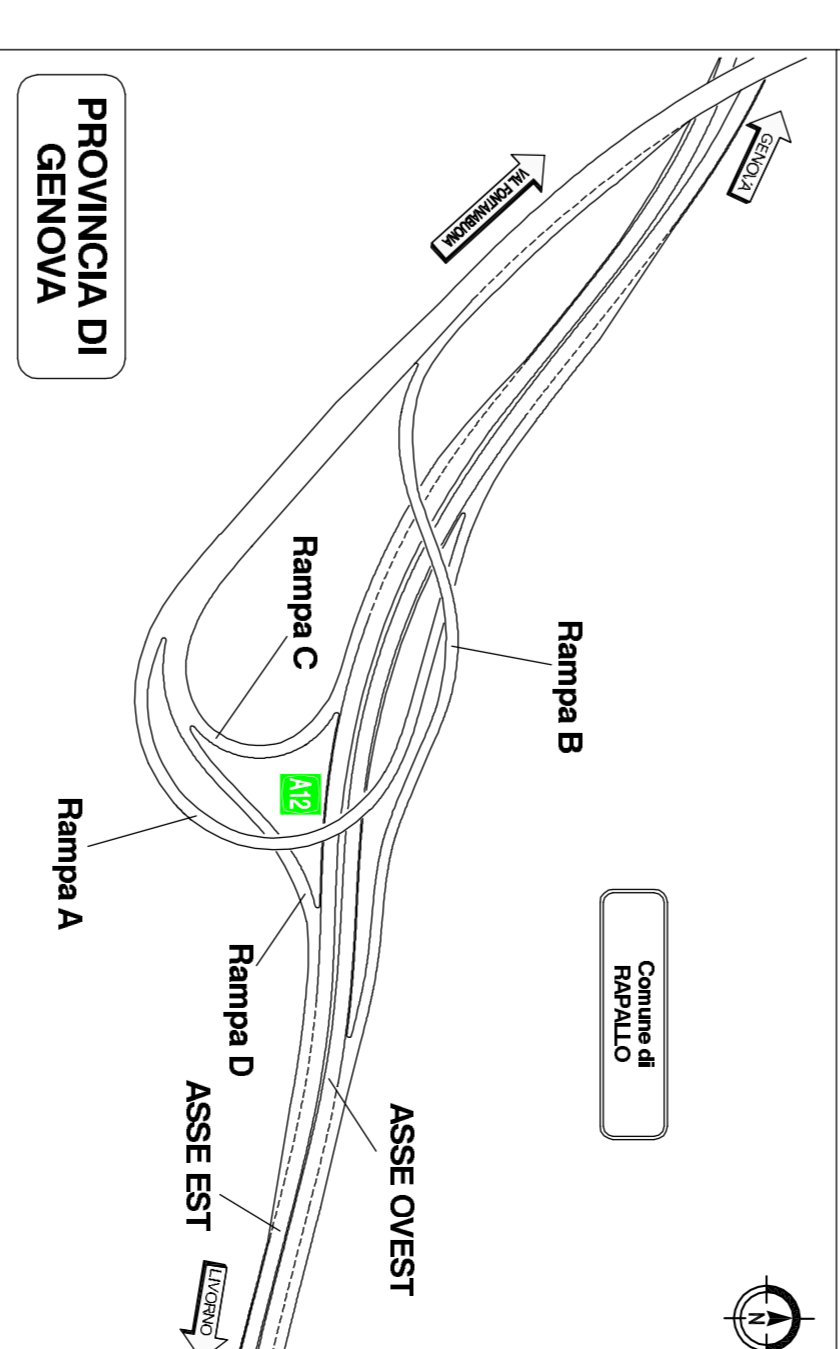 PROVINCIA DI
GENOVA
GENOVA
VAL FONTANABUONA
Rampa C
Rampa B
A12
Rampa A
Rampa D
Comune di
RAPALLO
ASSE OVEST
ASSE EST
LIVORNO
N